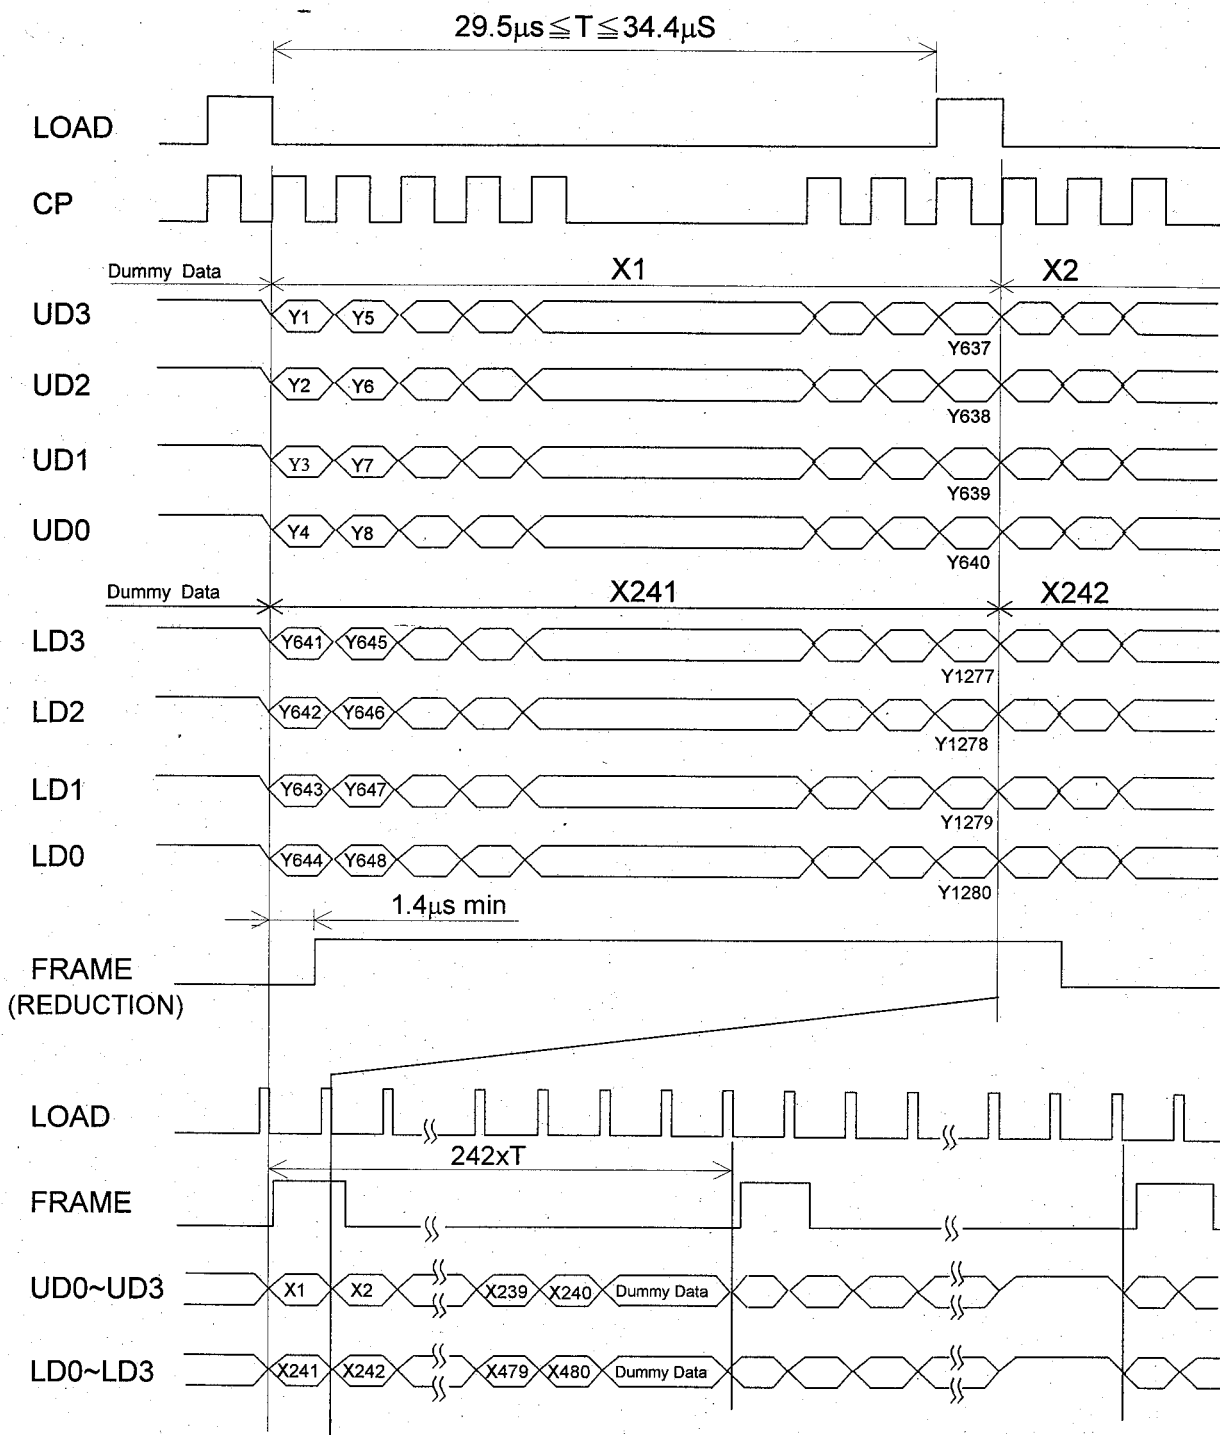 29.5μs≦T≦34.4μS
LOAD
CP
Dummy Data X1 X2
UD3 Y1 Y5
Y637
UD2 Y2 Y6
Y638
UD1 Y3 Y7
Y639
UD0 Y4 Y8
Y640
Dummy Data X241 X242
LD3 Y641 Y645
Y1277
LD2 Y642 Y646
Y1278
LD1 Y643 Y647
Y1279
LD0 Y644 Y648
Y1280
1.4μs min
FRAME
(REDUCTION)
LOAD
242xT
FRAME
UD0~UD3 X1 X2 X239 X240 Dummy Data
LD0~LD3 X241 X242 X479 X480 Dummy Data